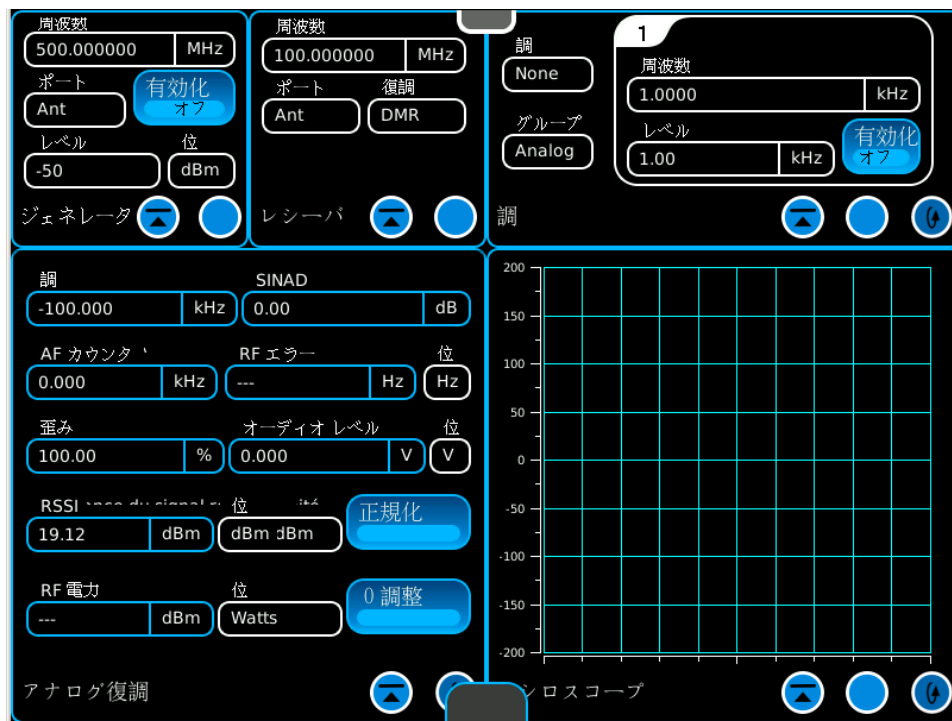 周波数
500.000000 MHz
ポート
有効化
オフ
Ant
レベル 位
-50 dBm
ジェネレータ
周波数
100.000000 MHz
ポート 復調
Ant DMR
レシーバ
調
None
グループ
Analog
調
1
周波数
1.0000 kHz
レベル
1.00 kHz
有効化
オフ
調 SINAD
-100.000 kHz 0.00 dB
AF カウンタ RF エラー 位
0.000 kHz --- Hz Hz
歪み オーディオ レベル 位
100.00 % 0.000 V V
RSSI du signal 位
19.12 dBm dBm dBm
正規化
RF 電力 位
--- dBm Watts
0 調整
アナログ復調
200
150
100
50
0
-50
-100
-150
-200
シロスコープ